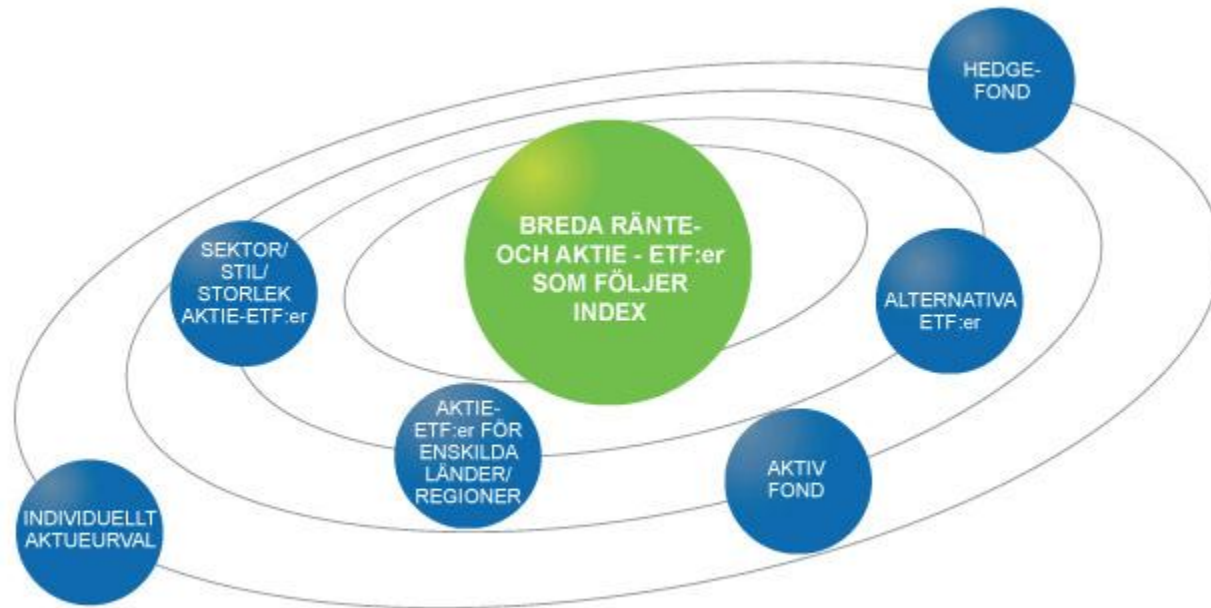 HEDGE-
FOND
BREDA RÄNTE-
OCH AKTIE - ETF:er
SOM FÖLJER
INDEX
SEKTOR/
STIL/
STORLEK
AKTIE-ETF:er
ALTERNATIVA
ETF:er
AKTIE-
ETF:er FÖR
ENSKILDA
LÄNDER/
REGIONER
AKTIV
FOND
INDIVIDUELLT
AKTUEURVAL